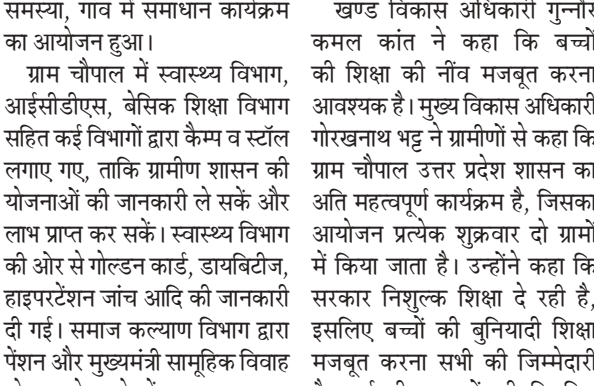 समस्या, गांव में समाधान कार्यक्रम
का आयोजन हुआ।
ग्राम चौपाल में स्वास्थ्य विभाग,
आईसीडीएस, बेसिक शिक्षा विभाग
सहित कई विभागों द्वारा कैम्प व स्टॉल
लगाए गए, ताकि ग्रामीण शासन की
योजनाओं की जानकारी ले सकें और
लाभ प्राप्त कर सकें। स्वास्थ्य विभाग
की ओर से गोल्डन कार्ड, डायबिटीज,
हाइपरटेंशन जांच आदि की जानकारी
दी गई। समाज कल्याण विभाग द्वारा
पेंशन और मुख्यमंत्री सामूहिक विवाह
खण्ड विकास अधिकारी गुन्नौर
कमल कांत ने कहा कि बच्चों
की शिक्षा की नींव मजबूत करना
आवश्यक है। मुख्य विकास अधिकारी
गोरखनाथ भट्ट ने ग्रामीणों से कहा कि
ग्राम चौपाल उत्तर प्रदेश शासन का
अति महत्वपूर्ण कार्यक्रम है, जिसका
आयोजन प्रत्येक शुक्रवार दो ग्रामों
में किया जाता है। उन्होंने कहा कि
सरकार निशुल्क शिक्षा दे रही है,
इसलिए बच्चों की बुनियादी शिक्षा
मजबूत करना सभी की जिम्मेदारी